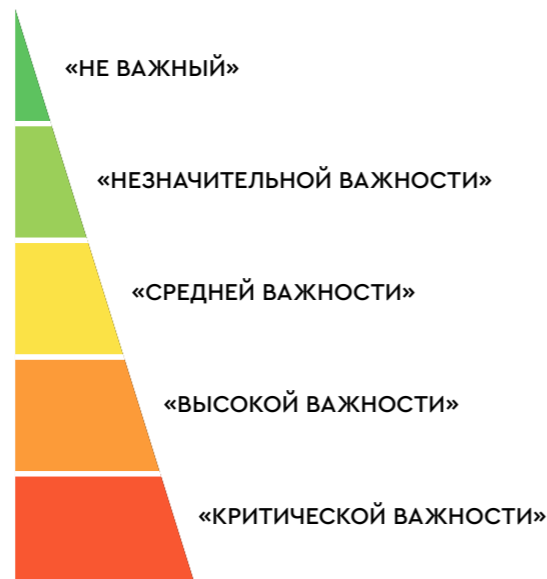 «НЕ ВАЖНЫЙ»
«НЕЗНАЧИТЕЛЬНОЙ ВАЖНОСТИ»
«СРЕДНЕЙ ВАЖНОСТИ»
«ВЫСОКОЙ ВАЖНОСТИ»
«КРИТИЧЕСКОЙ ВАЖНОСТИ»